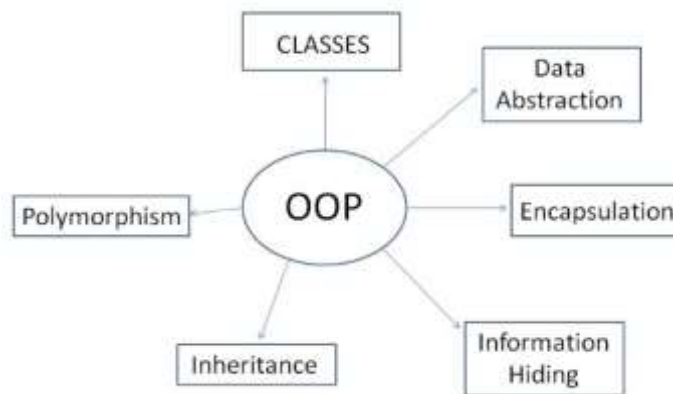 CLASSES
Data
Abstraction
OOP
Polymorphism
Encapsulation
Information
Hiding
Inheritance